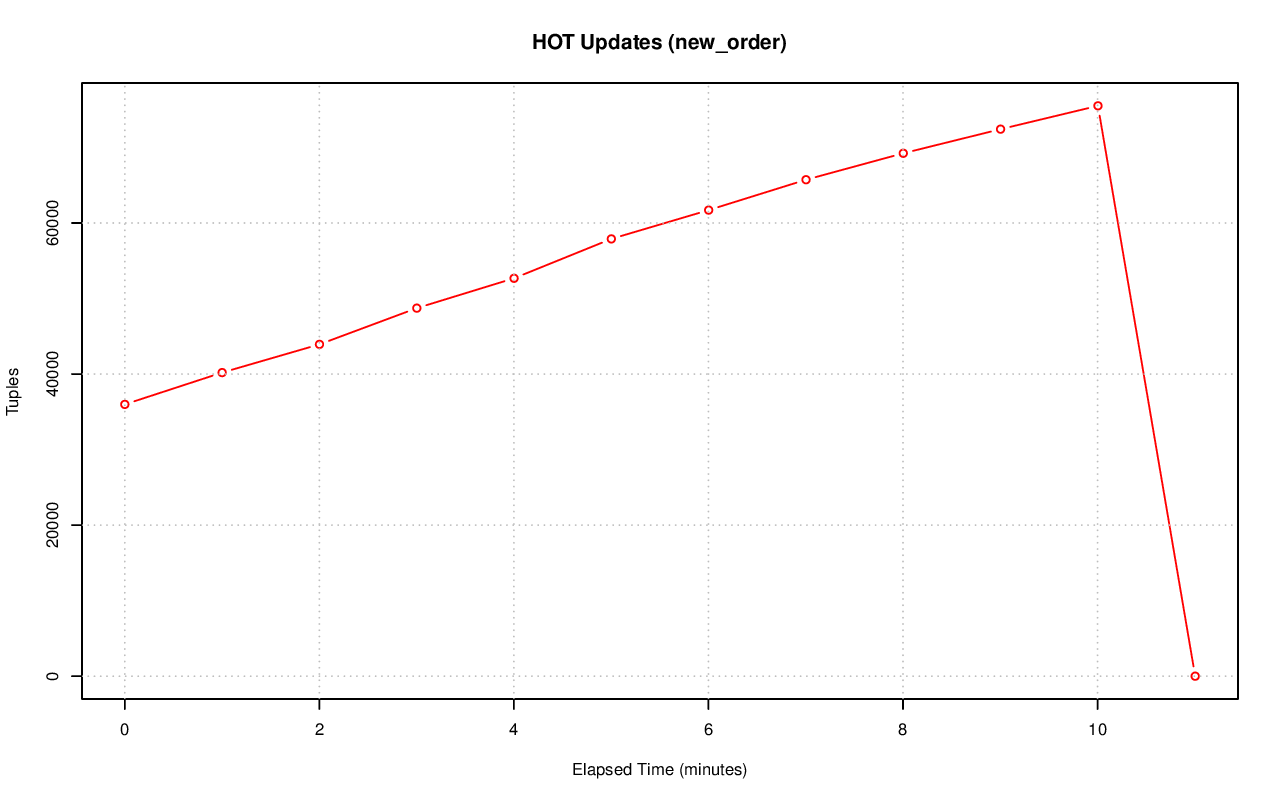 HOT Updates (new_order)
Tuples
60000
40000
20000
0
0 2 4 6 8 10
Elapsed Time (minutes)